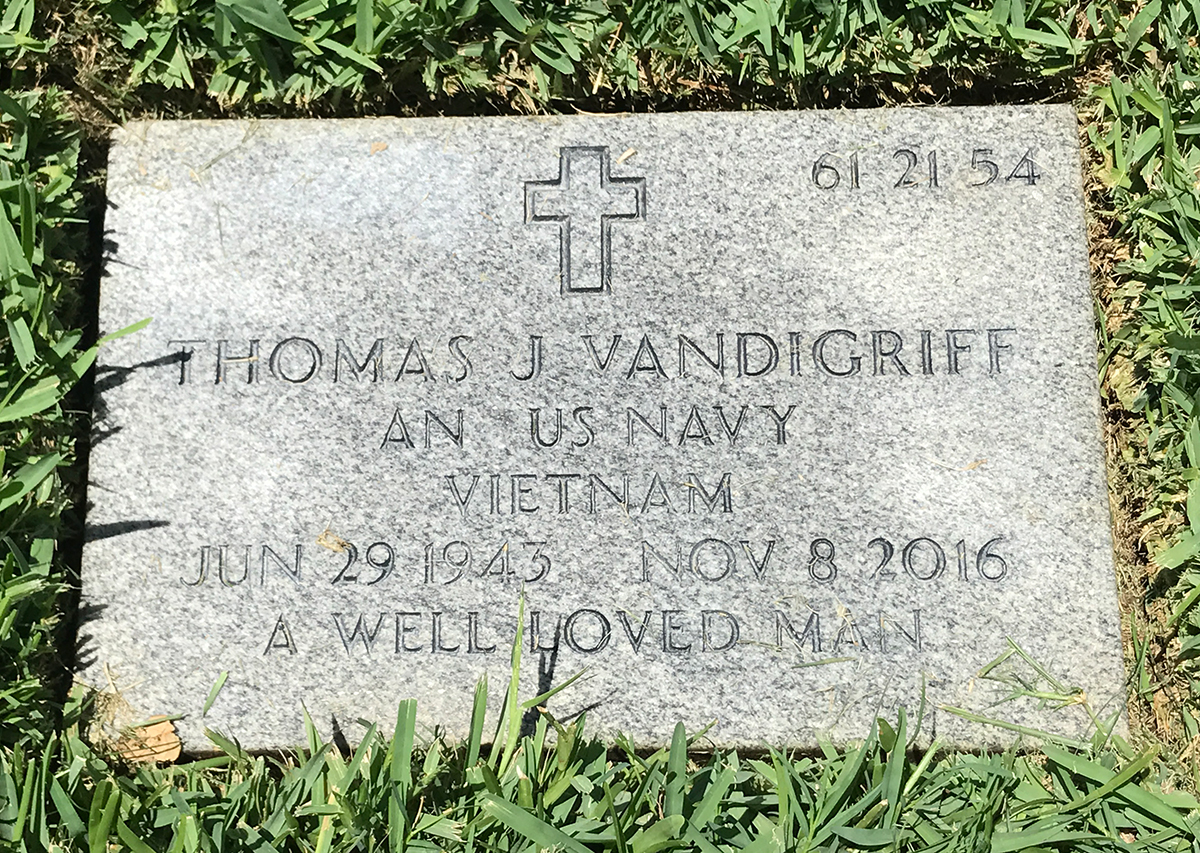 61 21 54
THOMAS J VANDIGRIFF
AN US NAVY
VIETNAM
JUN 29 1943 NOV 8 2016
A WELL LOVED MAN